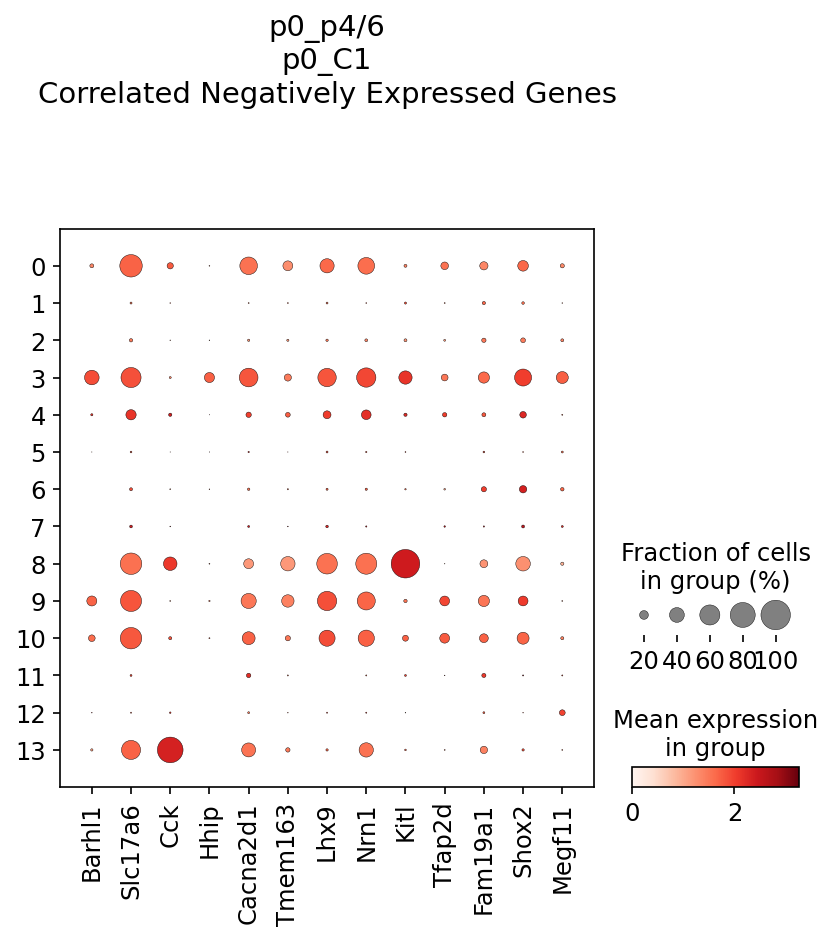 p0_p4/6
p0_C1
Correlated Negatively Expressed Genes
0
1
2
3
4
5
6
7
8
9
10
11
12
13
Barhl1
Slc17a6
Cck
Hhip
Cacna2d1
Tmem163
Lhx9
Nrn1
Kitl
Tfap2d
Fam19a1
Shox2
Megf11
Fraction of cells
in group (%)
20 40 60 80 100
Mean expression
in group
0 2